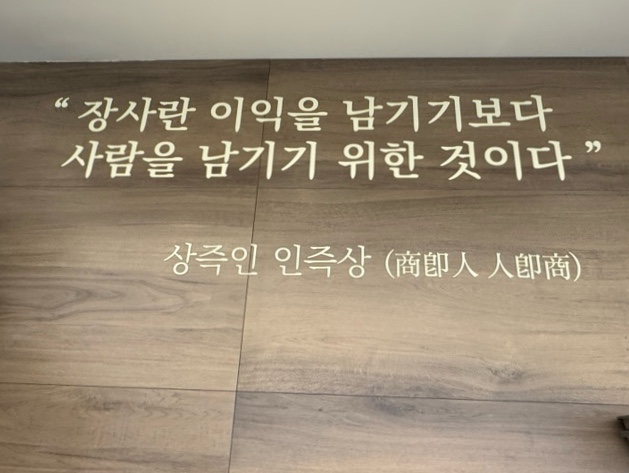 “ 장사란 이익을 남기기보다
사람을 남기기 위한 것이다 ”
상즉인 인즉상 (商卽人 人卽商)